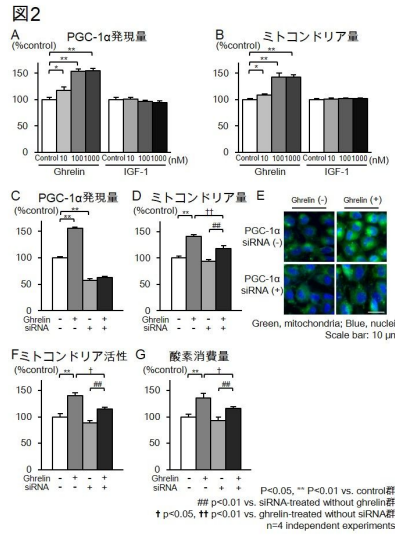 図2
A PGC-1α発現量
(%control)
**
**
*
150
100
50
0
Control 10 100 1000 Control 10 100 1000 (nM)
Ghrelin IGF-1
B ミトコンドリア量
(%control)
**
**
*
150
100
50
0
Control 10 100 1000 Control 10 100 1000 (nM)
Ghrelin IGF-1
C PGC-1α発現量
(%control)
**
**
150
100
50
0
Ghrelin - + - +
siRNA - - + +
D ミトコンドリア量
(%control)
** ††
##
150
100
50
0
- + - +
- - + +
E
Ghrelin (-) Ghrelin (+)
PGC-1α
siRNA (-)
PGC-1α
siRNA (+)
Green, mitochondria; Blue, nuclei
Scale bar: 10 μm
F ミトコンドリア活性
(%control)
** †
##
150
100
50
0
Ghrelin - + - +
siRNA - - + +
G 酸素消費量
(%control)
** †
##
150
100
50
0
- + - +
- - + +
P<0.05, ** P<0.01 vs. control群
## p<0.01 vs. siRNA-treated without ghrelin群
† p<0.05, †† p<0.01 vs. ghrelin-treated without siRNA群
n=4 independent experiments